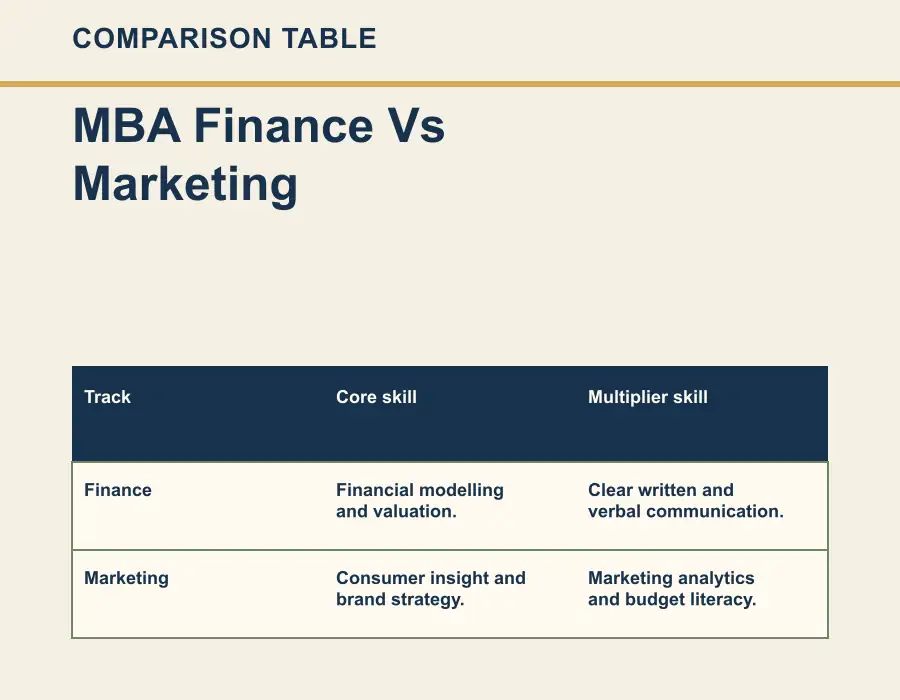 COMPARISON TABLE
MBA Finance Vs
Marketing
Track
Core skill
Multiplier skill
Finance
Financial modelling
and valuation.
Clear written and
verbal communication.
Marketing
Consumer insight and
brand strategy.
Marketing analytics
and budget literacy.